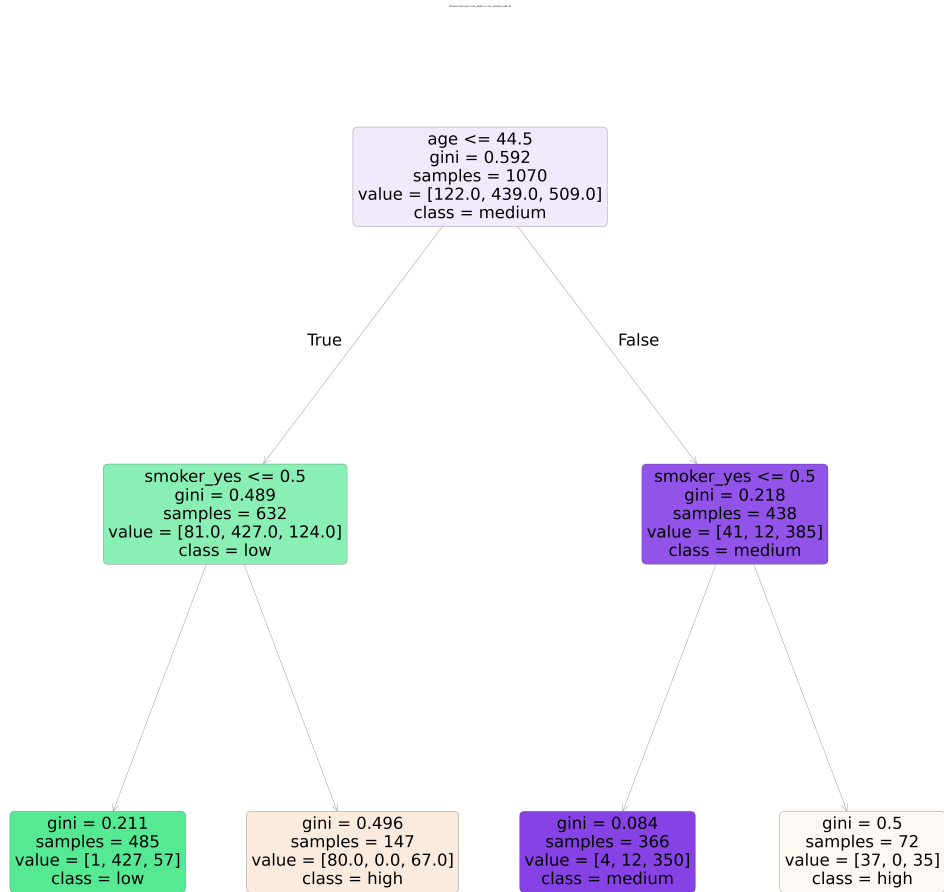 age <= 44.5
gini = 0.592
samples = 1070
value = [122.0, 439.0, 509.0]
class = medium
True
False
smoker_yes <= 0.5
gini = 0.489
samples = 632
value = [81.0, 427.0, 124.0]
class = low
smoker_yes <= 0.5
gini = 0.218
samples = 438
value = [41, 12, 385]
class = medium
gini = 0.211
samples = 485
value = [1, 427, 57]
class = low
gini = 0.496
samples = 147
value = [80.0, 0.0, 67.0]
class = high
gini = 0.084
samples = 366
value = [4, 12, 350]
class = medium
gini = 0.5
samples = 72
value = [37, 0, 35]
class = high